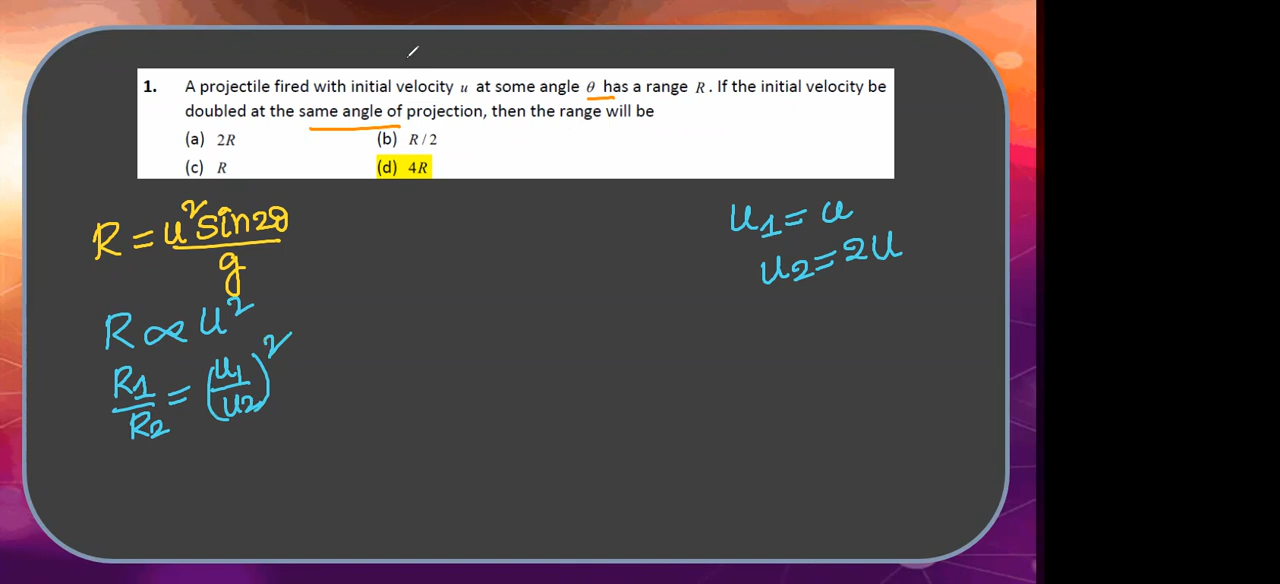 1. A projectile fired with initial velocity u at some angle θ has a range R. If the initial velocity be
doubled at the same angle of projection, then the range will be
(a) 2R (b) R/2
(c) R (d) 4R
R = u² sin2θ / g
u1 = u
u2 = 2u
R ∝ u²
R1/R2 = (u1/u2)²